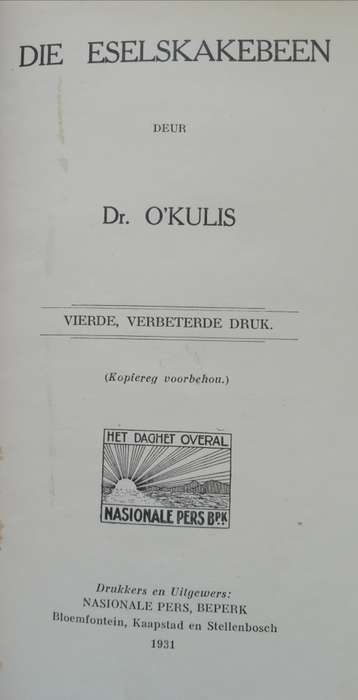 DIE ESELSKAKEBEEN
DEUR
Dr. O'KULIS
VIERDE, VERBETERDE DRUK.
(Kopiereg voorbehou.)
HET DAGHET OVERAL
NASIONALE PERS BPK
Drukkers en Uitgewers:
NASIONALE PERS, BEPERK
Bloemfontein, Kaapstad en Stellenbosch
1931